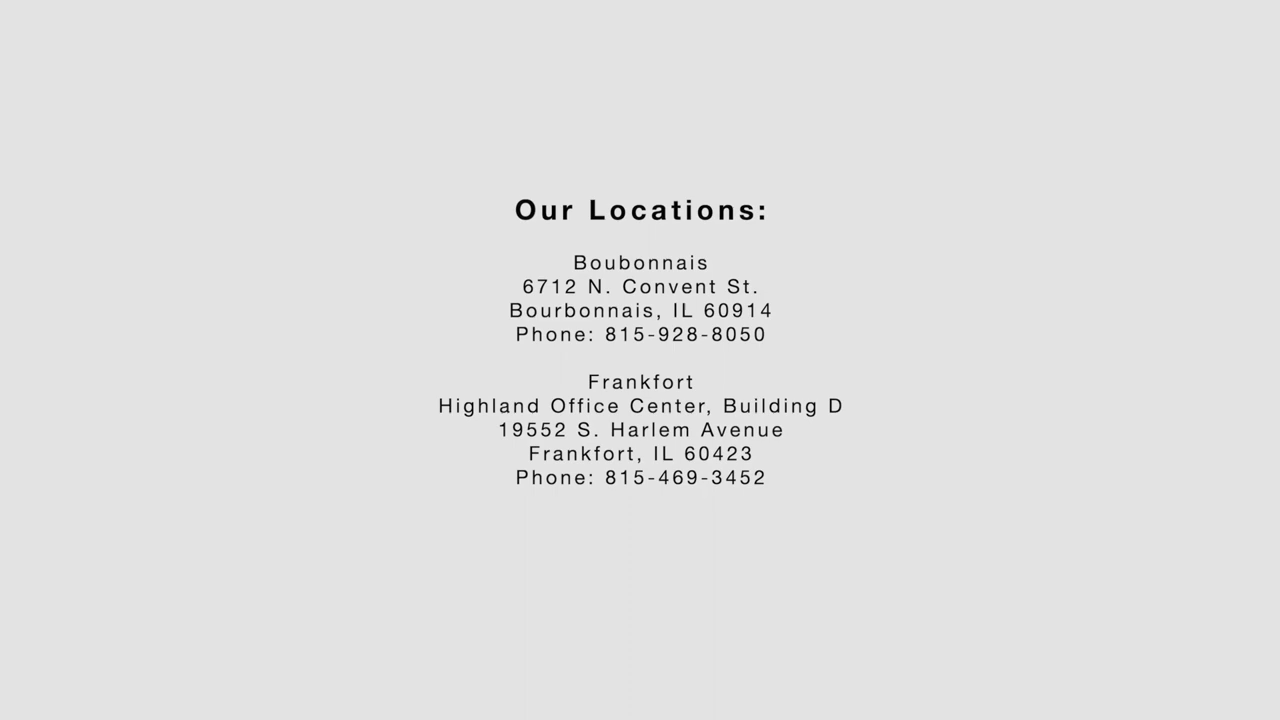 Our Locations:
Boubonnais
6712 N. Convent St.
Bourbonnais, IL 60914
Phone: 815-928-8050
Frankfort
Highland Office Center, Building D
19552 S. Harlem Avenue
Frankfort, IL 60423
Phone: 815-469-3452